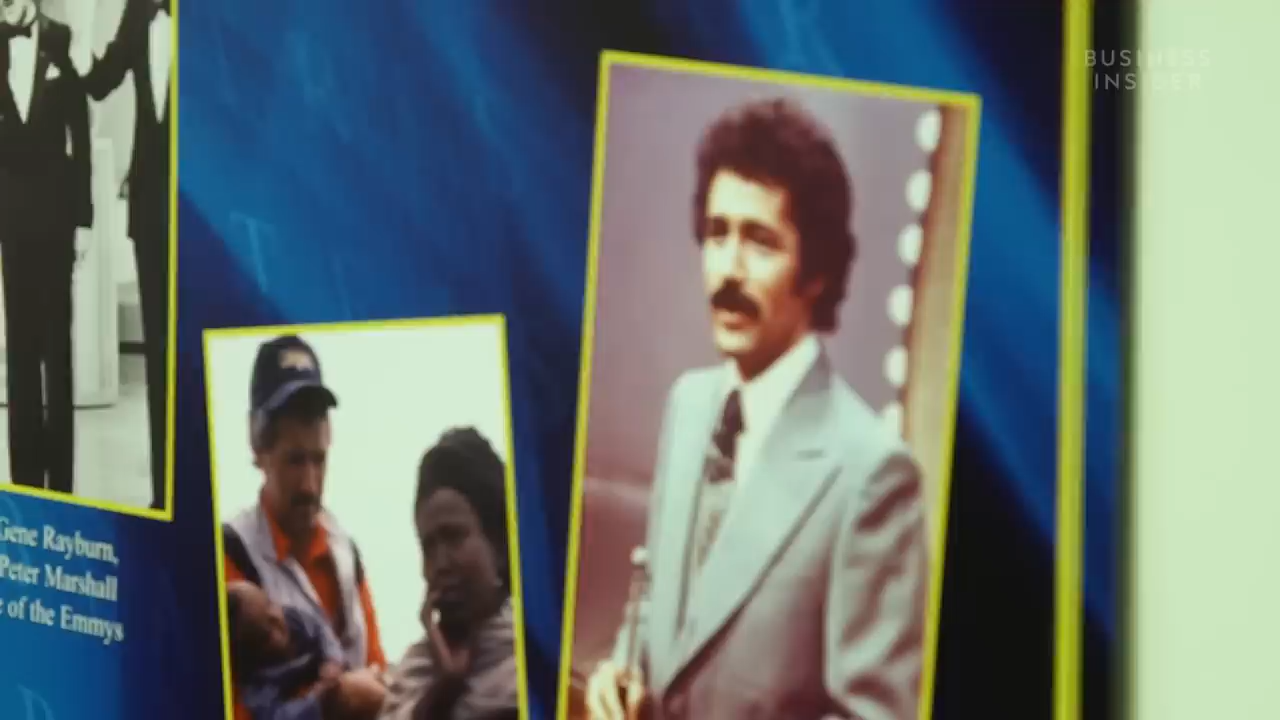 BUSINESS
INSIDER
Gene Rayburn,
Peter Marshall
of the Emmys